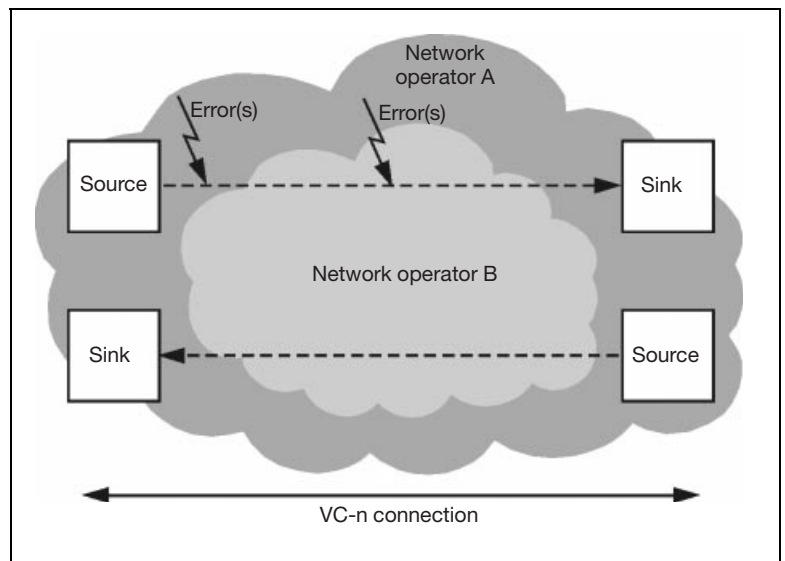 Network
operator A
Error(s)
Error(s)
Source
Sink
Network operator B
Sink
Source
VC-n connection